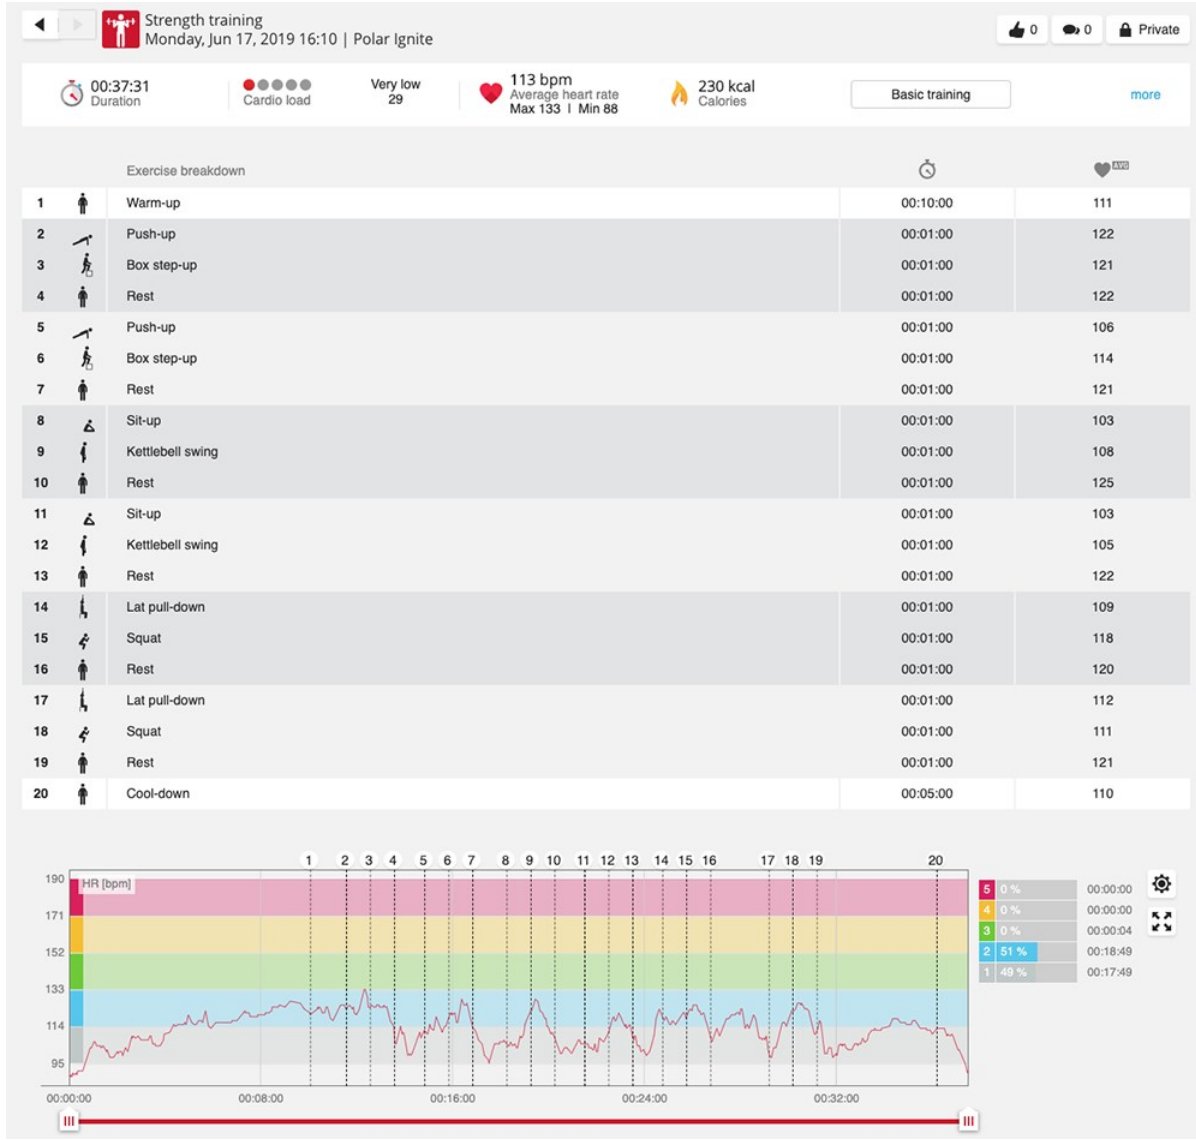 Strength training
Monday, Jun 17, 2019 16:10 | Polar Ignite
0 0 Private
00:37:31
Duration
Cardio load
Very low
29
113 bpm
Average heart rate
Max 133 | Min 88
230 kcal
Calories
Basic training
more
Exercise breakdown AVG
1 Warm-up 00:10:00 111
2 Push-up 00:01:00 122
3 Box step-up 00:01:00 121
4 Rest 00:01:00 122
5 Push-up 00:01:00 106
6 Box step-up 00:01:00 114
7 Rest 00:01:00 121
8 Sit-up 00:01:00 103
9 Kettlebell swing 00:01:00 108
10 Rest 00:01:00 125
11 Sit-up 00:01:00 103
12 Kettlebell swing 00:01:00 105
13 Rest 00:01:00 122
14 Lat pull-down 00:01:00 109
15 Squat 00:01:00 118
16 Rest 00:01:00 120
17 Lat pull-down 00:01:00 112
18 Squat 00:01:00 111
19 Rest 00:01:00 121
20 Cool-down 00:05:00 110
1 2 3 4 5 6 7 8 9 10 11 12 13 14 15 16 17 18 19 20
HR [bpm]
190
171
152
133
114
95
00:00:00 00:08:00 00:16:00 00:24:00 00:32:00
5 0 % 00:00:00
4 0 % 00:00:00
3 0 % 00:00:04
2 51 % 00:18:49
1 49 % 00:17:49